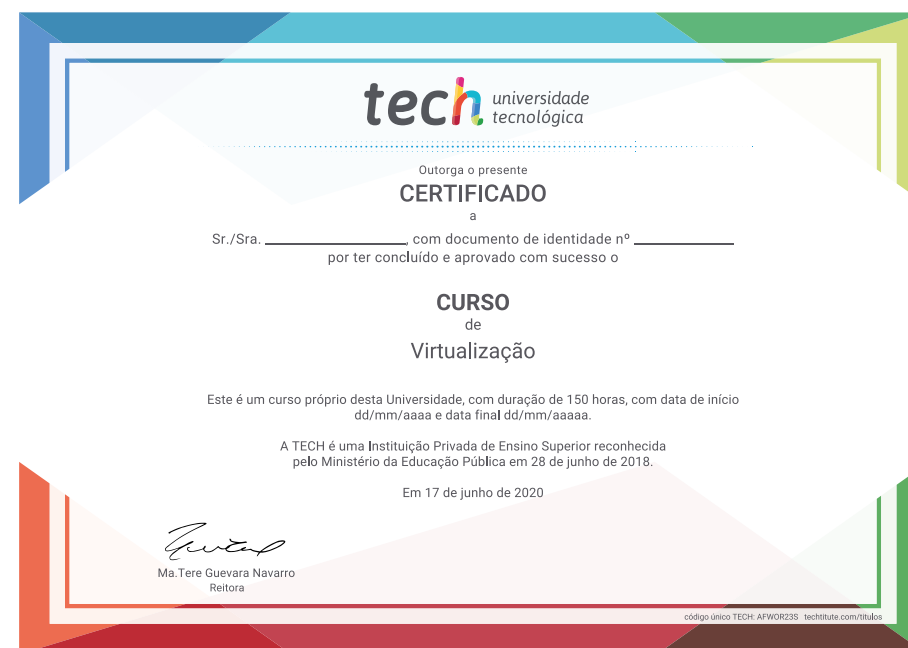 tech universidade
tecnológica
Outorga o presente
CERTIFICADO
a
Sr./Sra. ____________________, com documento de identidade nº ______________
por ter concluído e aprovado com sucesso o
CURSO
de
Virtualização
Este é um curso próprio desta Universidade, com duração de 150 horas, com data de início
dd/mm/aaaa e data final dd/mm/aaaaa.
A TECH é uma Instituição Privada de Ensino Superior reconhecida
pelo Ministério da Educação Pública em 28 de junho de 2018.
Em 17 de junho de 2020
Ma.Tere Guevara Navarro
Reitora
código único TECH: AFWOR23S techtitute.com/titulos